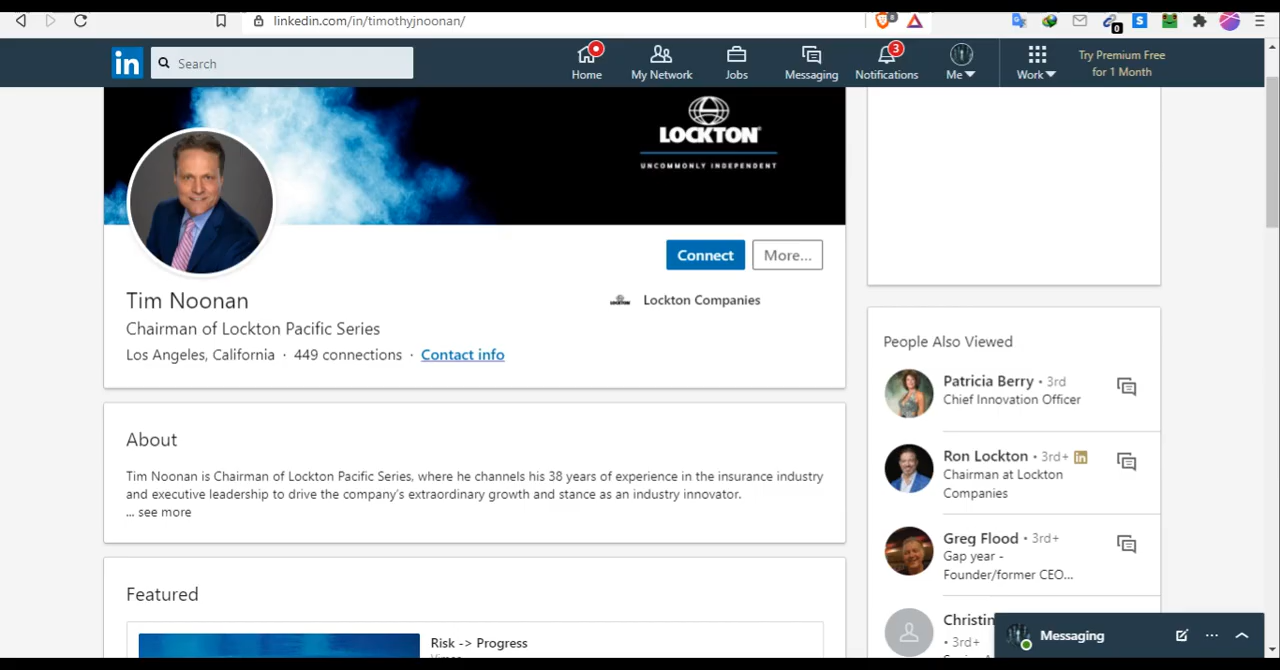 linkedin.com/in/timothyjnoonan/
8
0
S
in
Search
Home
My Network
Jobs
Messaging
3
Notifications
Me
Work
Try Premium Free
for 1 Month
LOCKTON
UNCOMMONLY INDEPENDENT
Connect
More...
Tim Noonan
Lockton Companies
Chairman of Lockton Pacific Series
Los Angeles, California · 449 connections · Contact info
About
Tim Noonan is Chairman of Lockton Pacific Series, where he channels his 38 years of experience in the insurance industry
and executive leadership to drive the company's extraordinary growth and stance as an industry innovator.
... see more
Featured
Risk -> Progress
People Also Viewed
Patricia Berry • 3rd
Chief Innovation Officer
Ron Lockton • 3rd+ in
Chairman at Lockton
Companies
Greg Flood • 3rd+
Gap year -
Founder/former CEO...
Christin
• 3rd+
Messaging
...